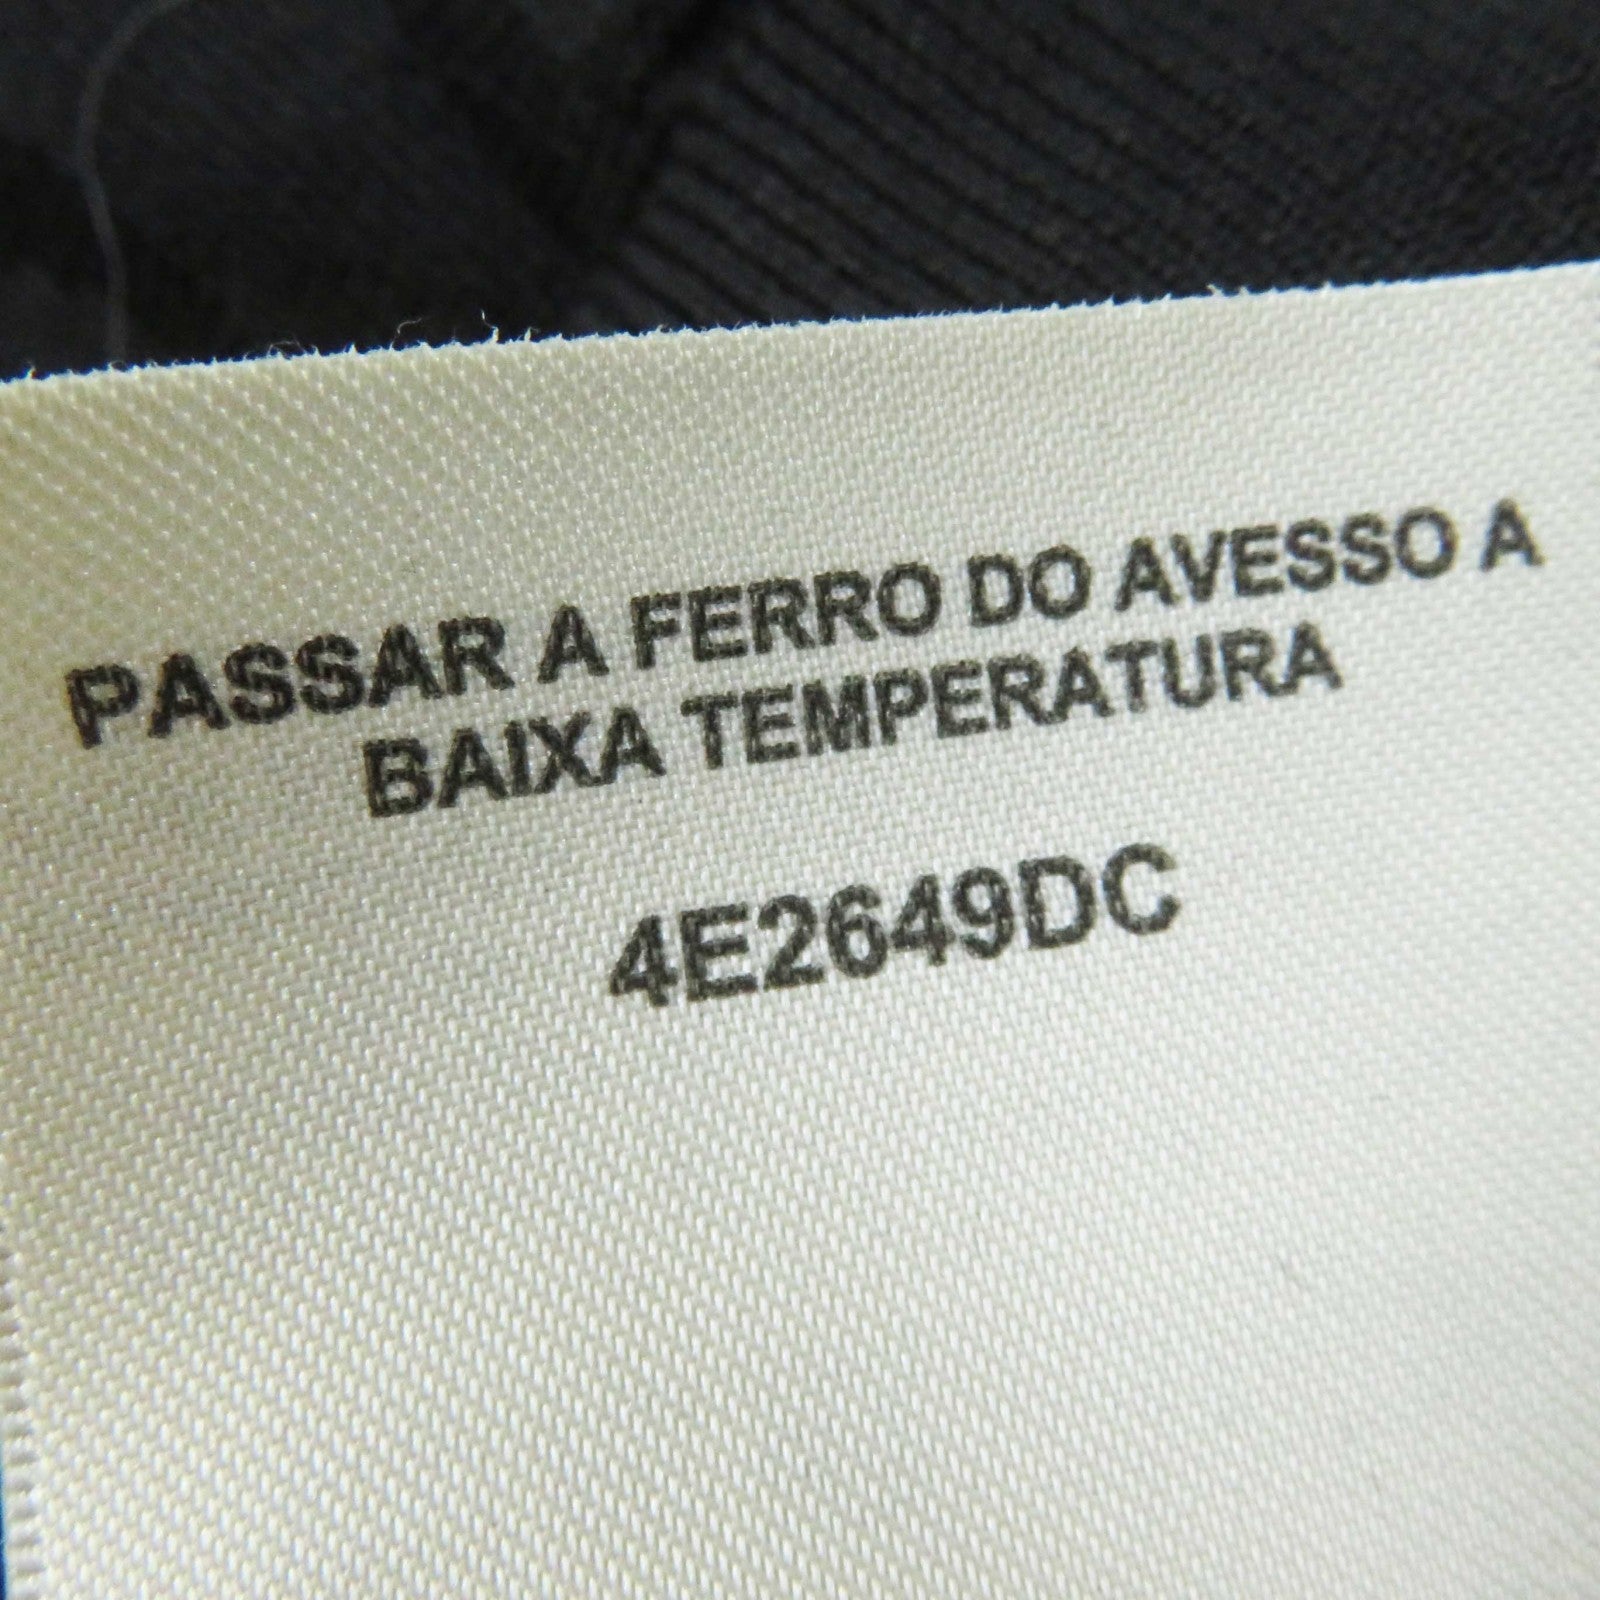 PASSAR A FERRO DO AVESSO A
BAIXA TEMPERATURA
4E2649DC